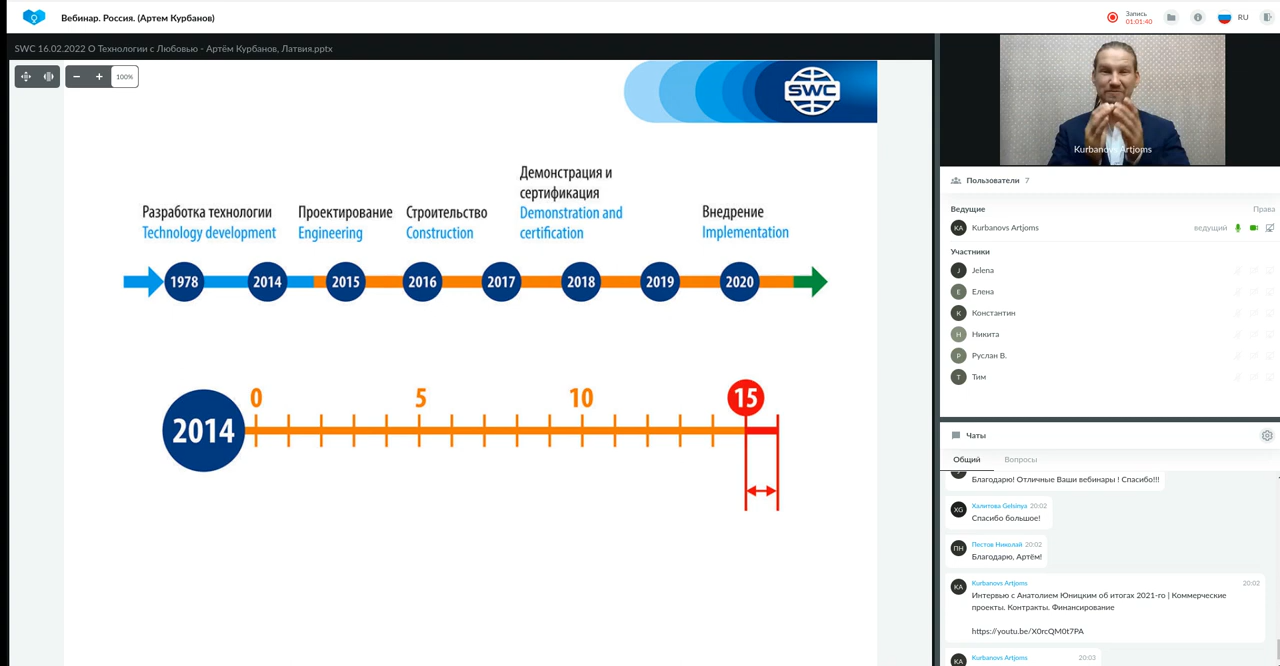 Вебинар. Россия. (Артем Курбанов)
Запись
01:01:40
RU
SWC 16.02.2022 О Технологии с Любовью - Артём Курбанов, Латвия.pptx
100%
SWC
Демонстрация и
сертификация
Demonstration and
certification
Разработка технологии
Technology development
Проектирование
Engineering
Строительство
Construction
Внедрение
Implementation
1978
2014
2015
2016
2017
2018
2019
2020
2014
0
5
10
15
Kurbanovs Artjoms
Пользователи 7
Ведущие
Права
KA
Kurbanovs Artjoms
ведущий
Участники
J
Jelena
Е
Елена
К
Константин
Н
Никита
Р
Руслан В.
Т
Тим
Чаты
Общий
Вопросы
Благодарю! Отличные Ваши вебинары ! Спасибо!!!
XG
Халитова Gelsinya 20:02
Спасибо большое!
ПН
Пестов Николай 20:02
Благодарю, Артём!
KA
Kurbanovs Artjoms 20:02
Интервью с Анатолием Юницким об итогах 2021-го | Коммерческие
проекты. Контракты. Финансирование
https://youtu.be/X0rcQM0t7PA
KA
Kurbanovs Artjoms 20:03